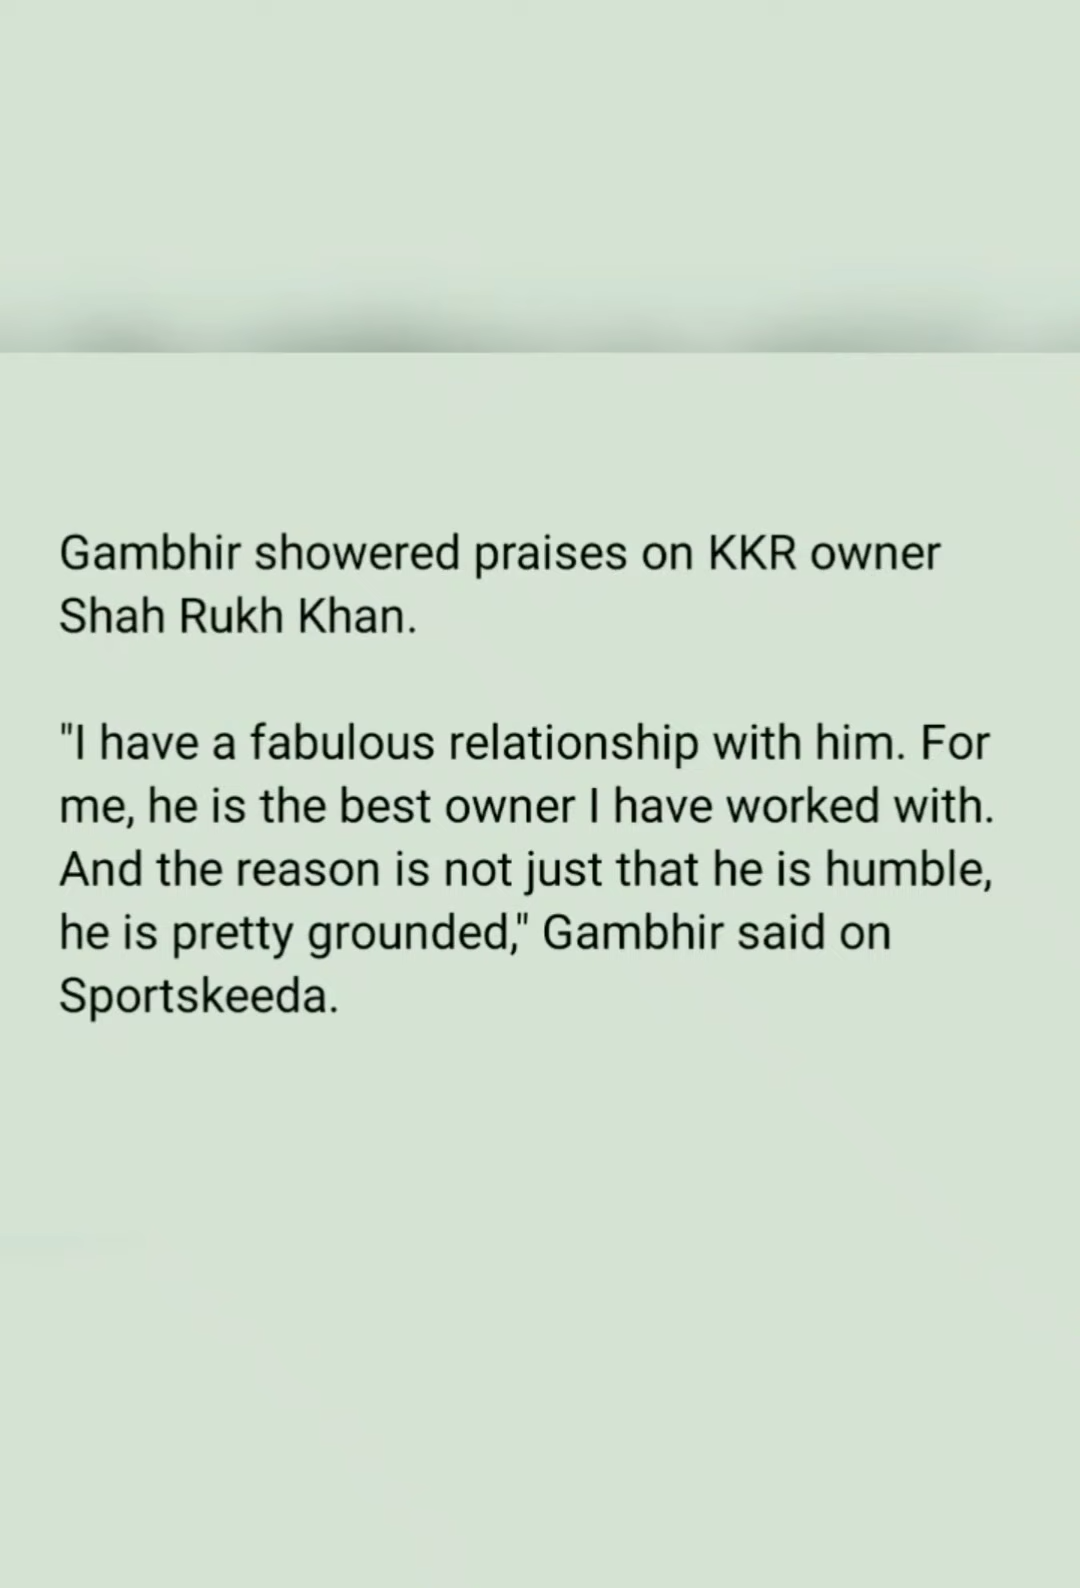 Gambhir showered praises on KKR owner
Shah Rukh Khan.
"I have a fabulous relationship with him. For
me, he is the best owner I have worked with.
And the reason is not just that he is humble,
he is pretty grounded," Gambhir said on
Sportskeeda.